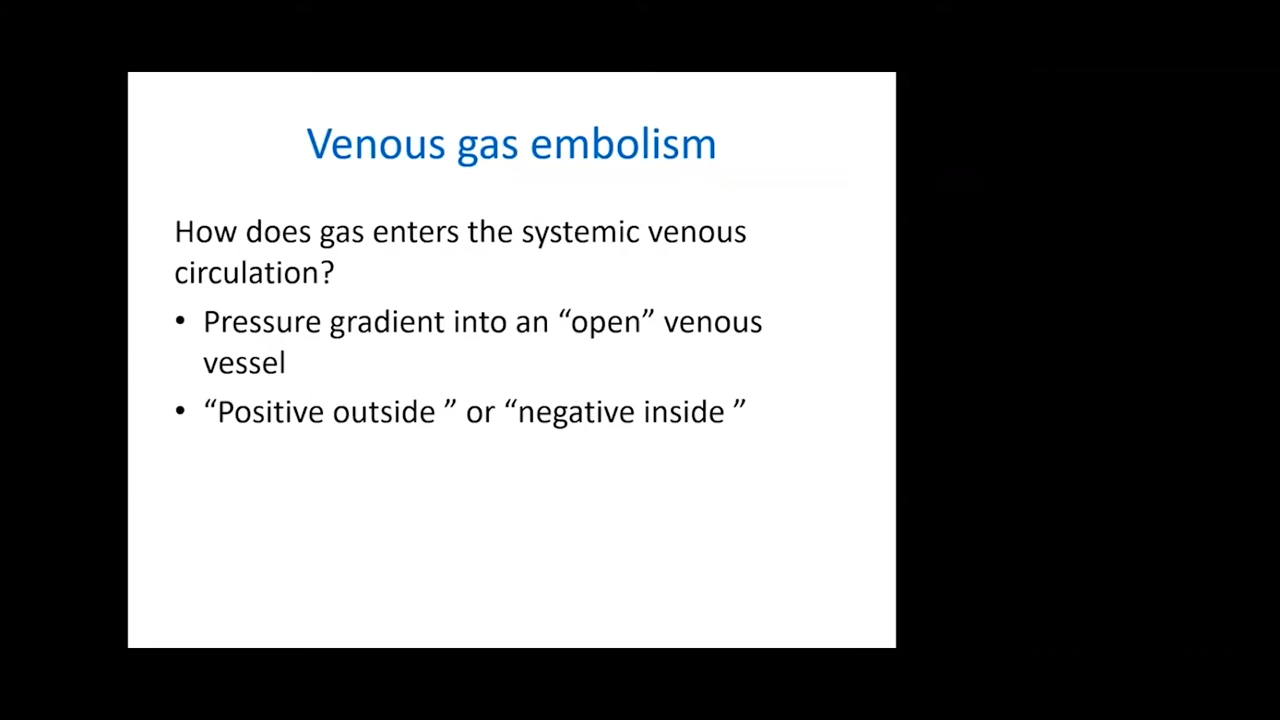 Venous gas embolism
How does gas enters the systemic venous
circulation?
• Pressure gradient into an “open” venous
vessel
• “Positive outside ” or “negative inside ”